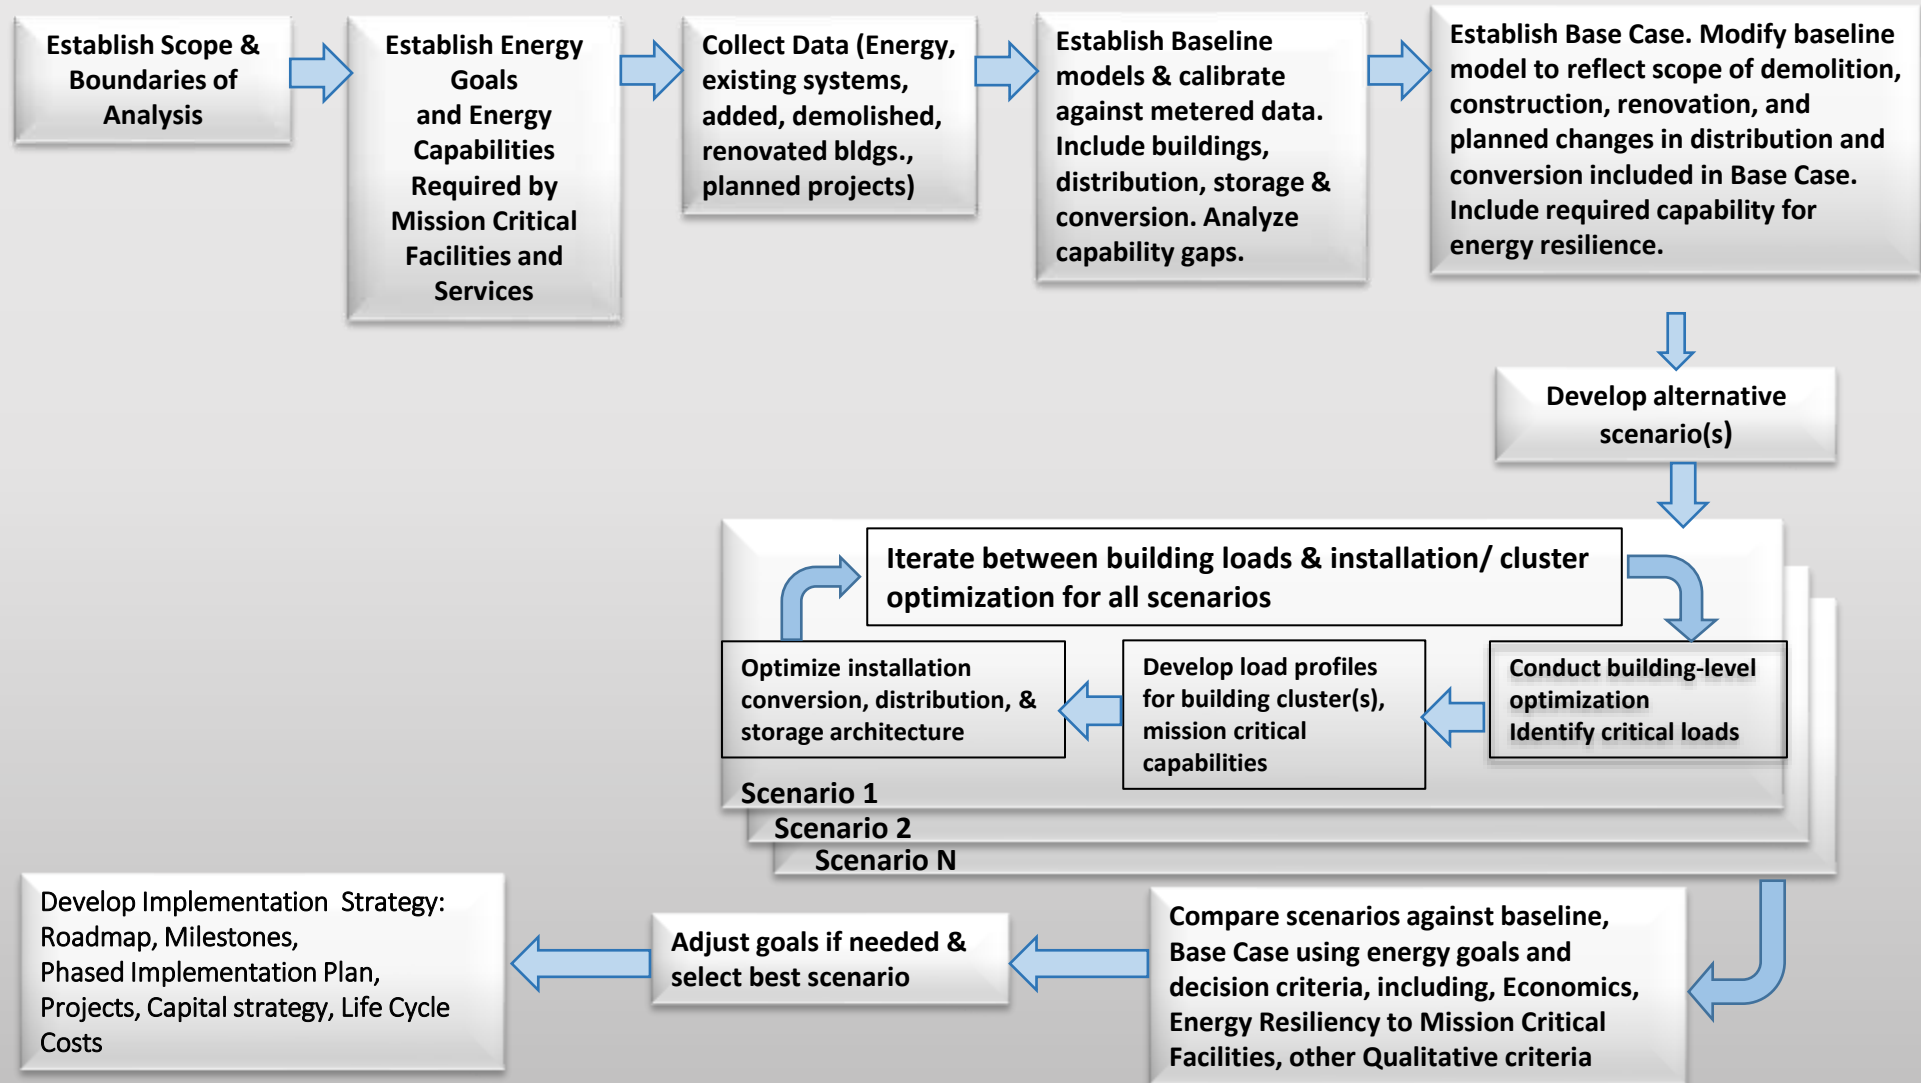 Establish Scope &
Boundaries of
Analysis
Establish Energy
Goals
and Energy
Capabilities
Required by
Mission Critical
Facilities and
Services
Collect Data (Energy,
existing systems,
added, demolished,
renovated bldgs.,
planned projects)
Establish Baseline
models & calibrate
against metered data.
Include buildings,
distribution, storage &
conversion. Analyze
capability gaps.
Establish Base Case. Modify baseline
model to reflect scope of demolition,
construction, renovation, and
planned changes in distribution and
conversion included in Base Case.
Include required capability for
energy resilience.
Develop alternative
scenario(s)
Iterate between building loads & installation/ cluster
optimization for all scenarios
Conduct building-level
optimization
Identify critical loads
Develop load profiles
for building cluster(s),
mission critical
capabilities
Optimize installation
conversion, distribution, &
storage architecture
Scenario 1
Scenario 2
Scenario N
Compare scenarios against baseline,
Base Case using energy goals and
decision criteria, including, Economics,
Energy Resiliency to Mission Critical
Facilities, other Qualitative criteria
Adjust goals if needed &
select best scenario
Develop Implementation Strategy:
Roadmap, Milestones,
Phased Implementation Plan,
Projects, Capital strategy, Life Cycle
Costs